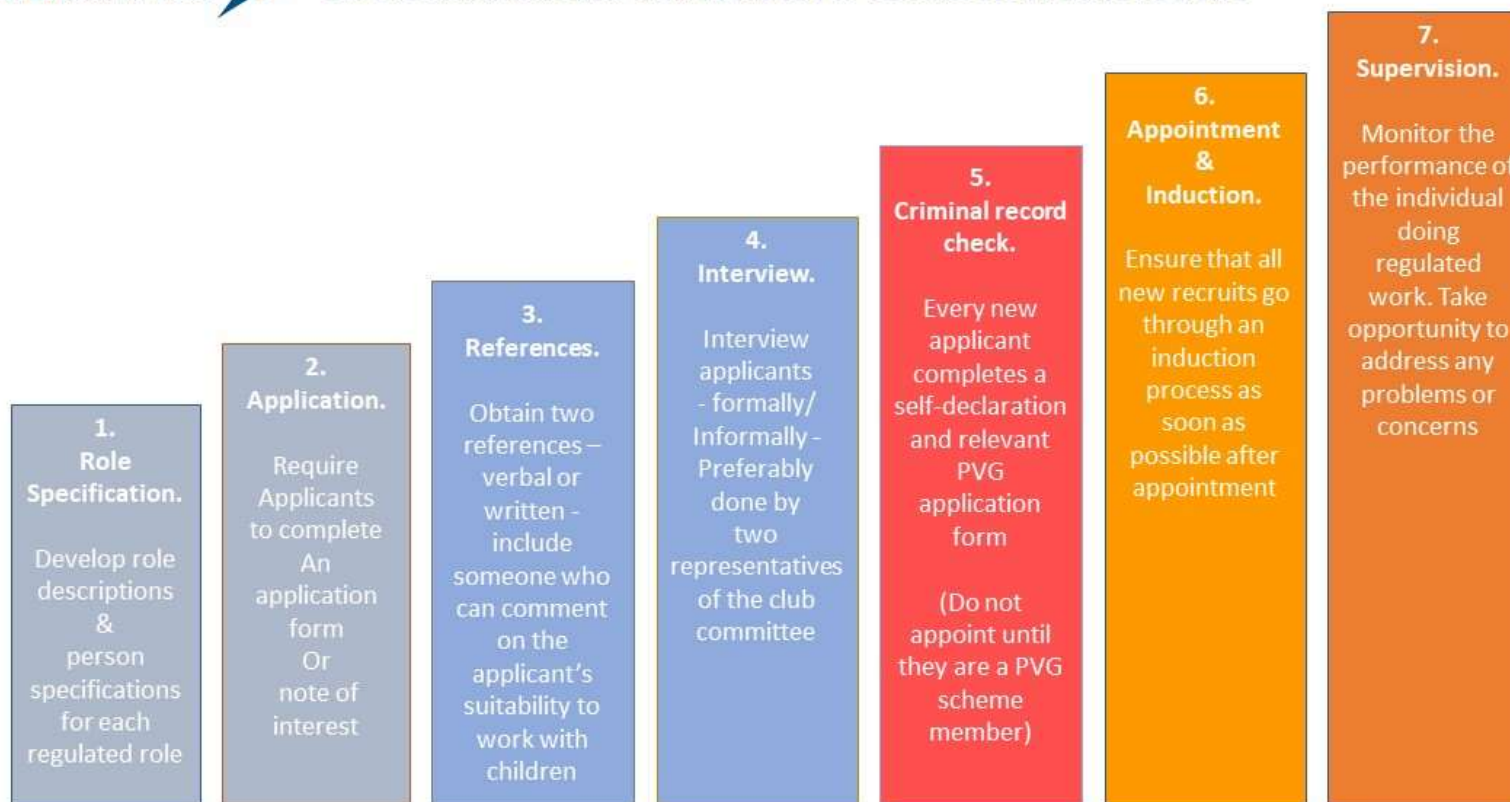 1.
Role
Specification.
Develop role
descriptions
&
person
specifications
for each
regulated role
2.
Application.
Require
Applicants
to complete
An
application
form
Or
note of
interest
3.
References.
Obtain two
references –
verbal or
written -
include
someone who
can comment
on the
applicant's
suitability to
work with
children
4.
Interview.
Interview
applicants
- formally/
Informally -
Preferably
done by
two
representatives
of the club
committee
5.
Criminal record
check.
Every new
applicant
completes a
self-declaration
and relevant
PVG
application
form
(Do not
appoint until
they are a PVG
scheme
member)
6.
Appointment
&
Induction.
Ensure that all
new recruits go
through an
induction
process as
soon as
possible after
appointment
7.
Supervision.
Monitor the
performance of
the individual
doing
regulated
work. Take
opportunity to
address any
problems or
concerns